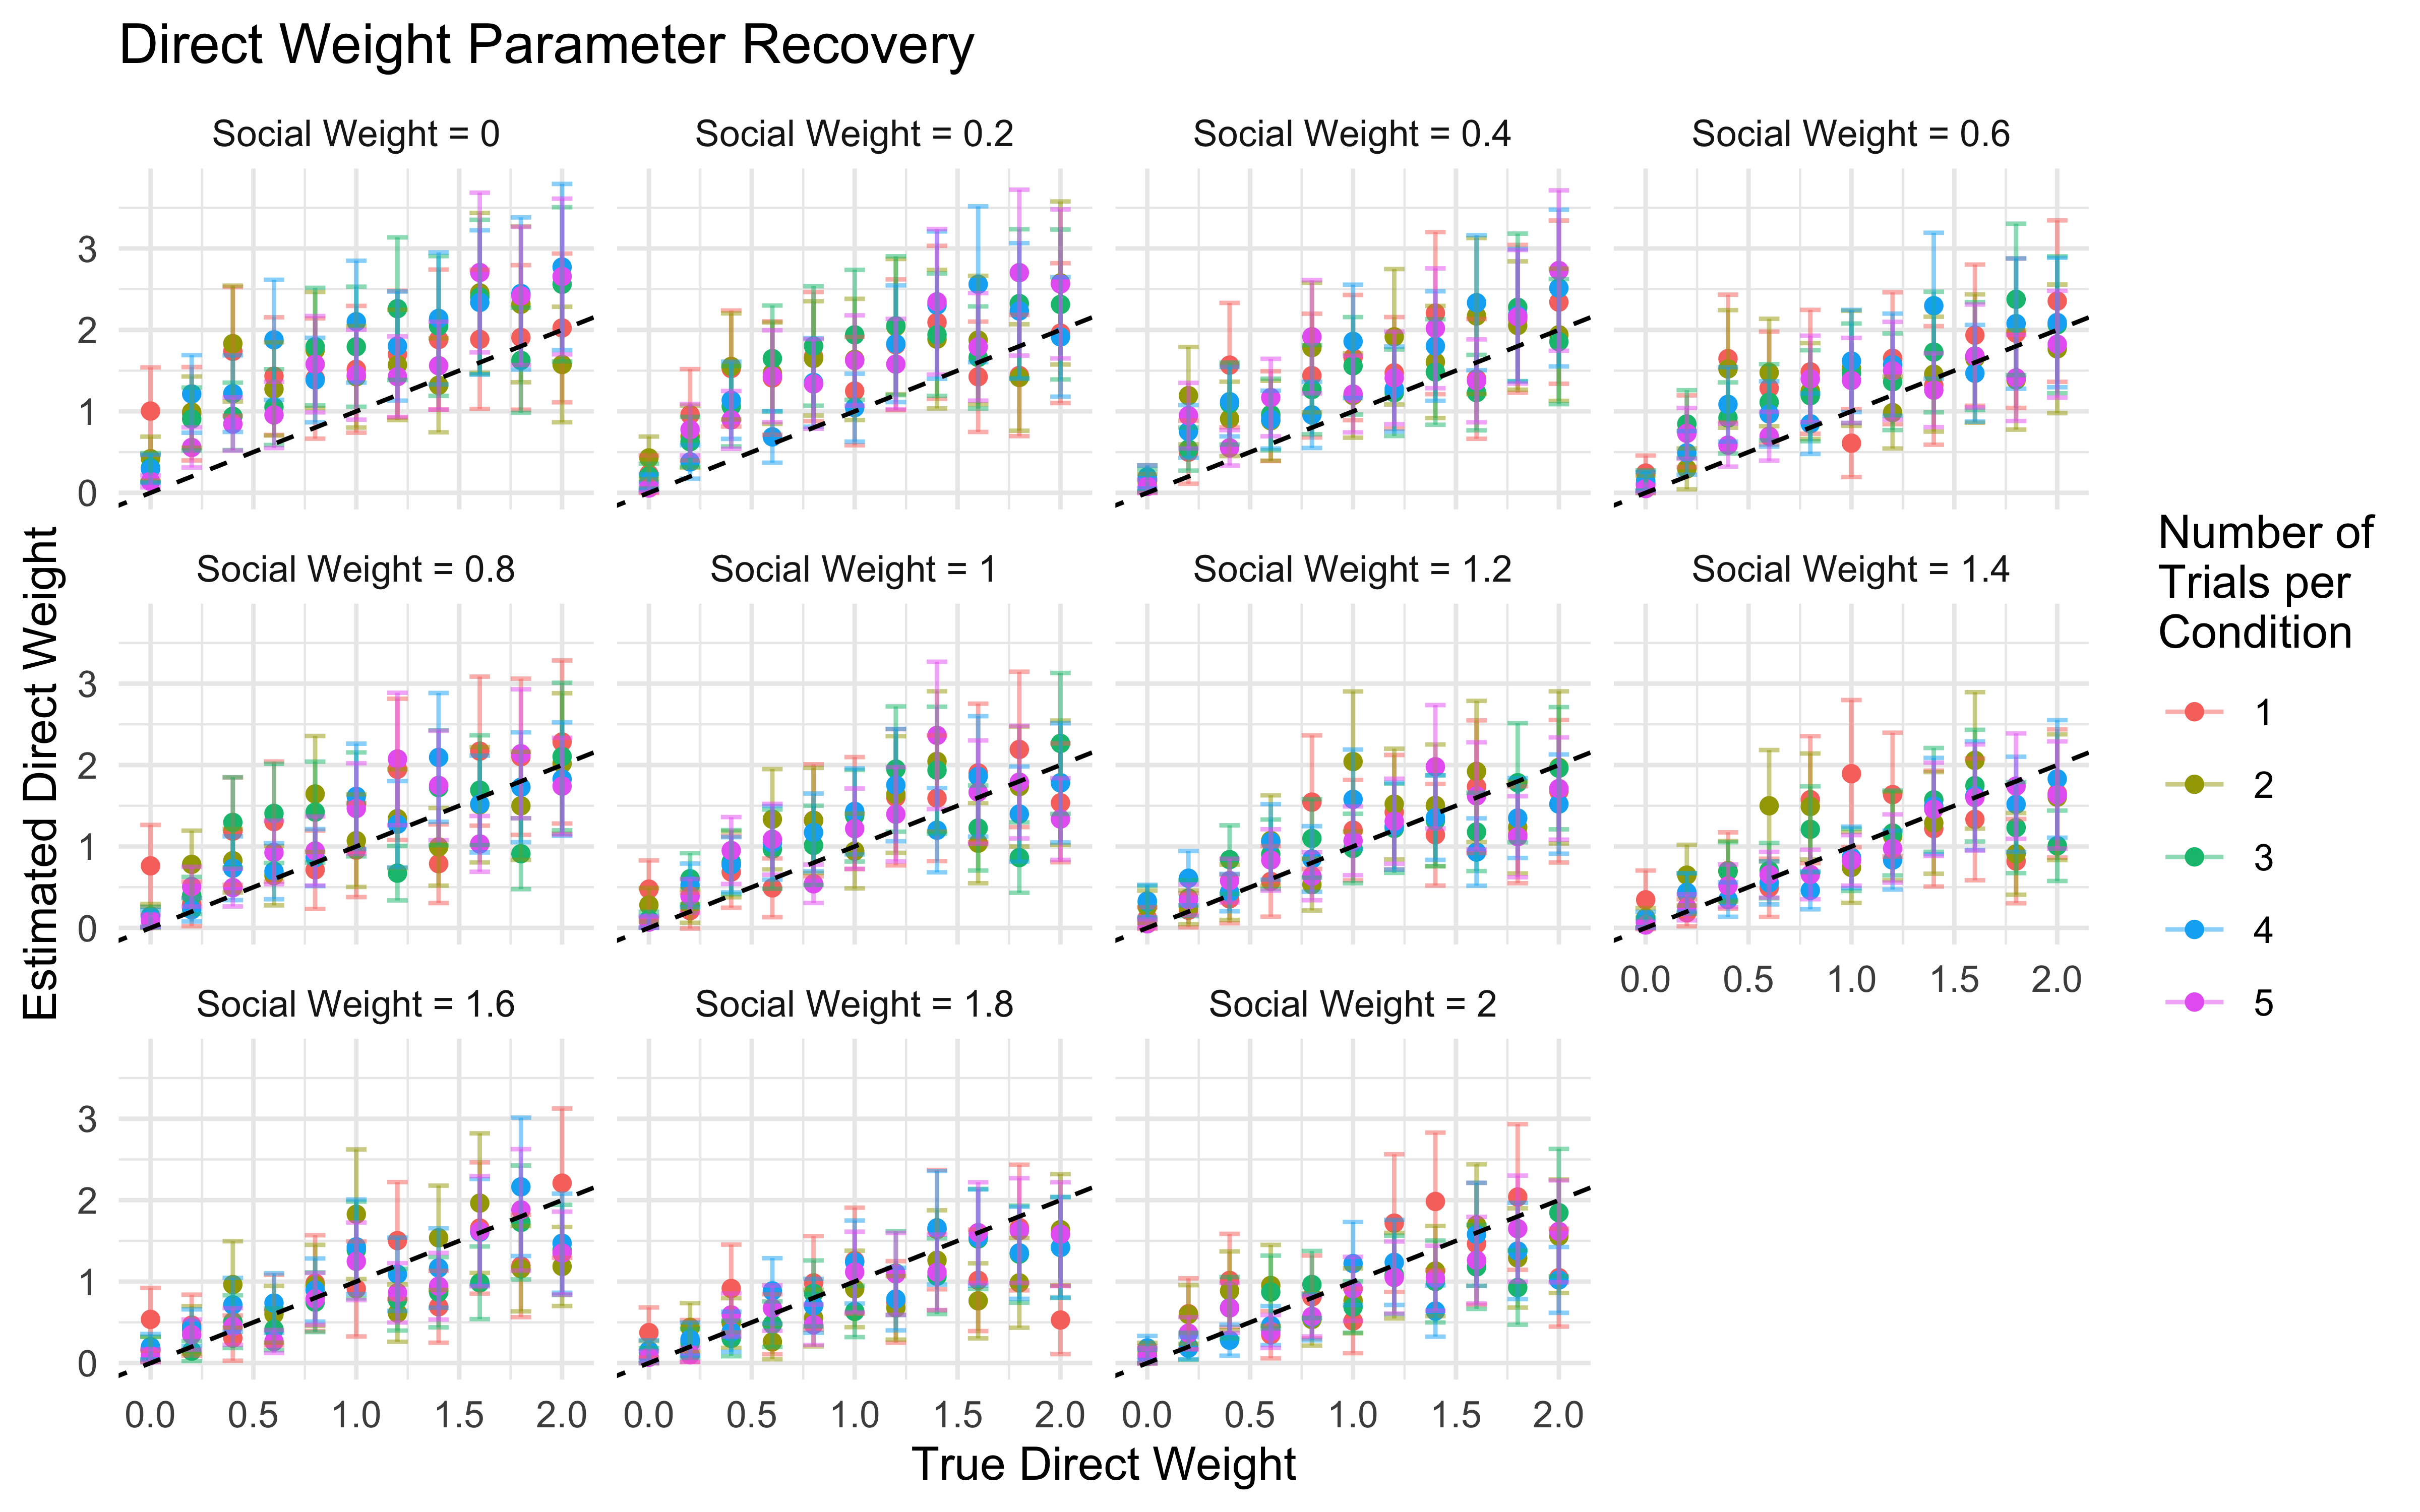 Direct Weight Parameter Recovery
Social Weight = 0
Social Weight = 0.2
Social Weight = 0.4
Social Weight = 0.6
3
2
1
0
Social Weight = 0.8
Social Weight = 1
Social Weight = 1.2
Social Weight = 1.4
3
2
1
0
0.0 0.5 1.0 1.5 2.0
Social Weight = 1.6
Social Weight = 1.8
Social Weight = 2
3
2
1
0
0.0 0.5 1.0 1.5 2.0
0.0 0.5 1.0 1.5 2.0
0.0 0.5 1.0 1.5 2.0
Estimated Direct Weight
True Direct Weight
Number of
Trials per
Condition
1
2
3
4
5